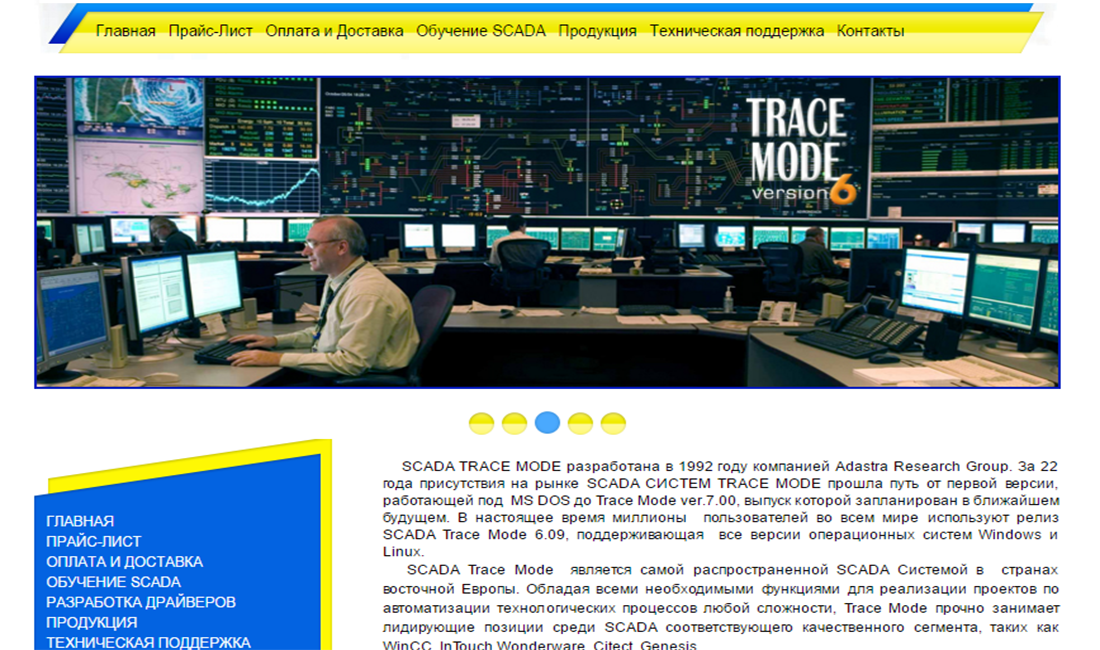 Главная Прайс-Лист Оплата и Доставка Обучение SCADA Продукция Техническая поддержка Контакты
TRACE
MODE
version 6
ГЛАВНАЯ
ПРАЙС-ЛИСТ
ОПЛАТА И ДОСТАВКА
ОБУЧЕНИЕ SCADA
РАЗРАБОТКА ДРАЙВЕРОВ
ПРОДУКЦИЯ
ТЕХНИЧЕСКАЯ ПОДДЕРЖКА
SCADA TRACE MODE разработана в 1992 году компанией Adastra Research Group. За 22
года присутствия на рынке SCADA СИСТЕМ TRACE MODE прошла путь от первой версии,
работающей под MS DOS до Trace Mode ver.7.00, выпуск которой запланирован в ближайшем
будущем. В настоящее время миллионы пользователей во всем мире используют релиз
SCADA Trace Mode 6.09, поддерживающая все версии операционных систем Windows и
Linux.
SCADA Trace Mode является самой распространенной SCADA Системой в странах
восточной Европы. Обладая всеми необходимыми функциями для реализации проектов по
автоматизации технологических процессов любой сложности, Trace Mode прочно занимает
лидирующие позиции среди SCADA соответствующего качественного сегмента, таких как
WinCC, InTouch Wonderware, Citect, Genesis.